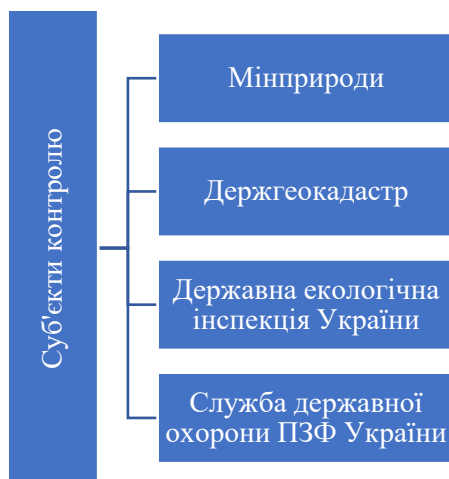 Суб'єкти контролю
Мінприроди
Держгеокадастр
Державна екологічна
інспекція України
Служба державної
охорони ПЗФ України